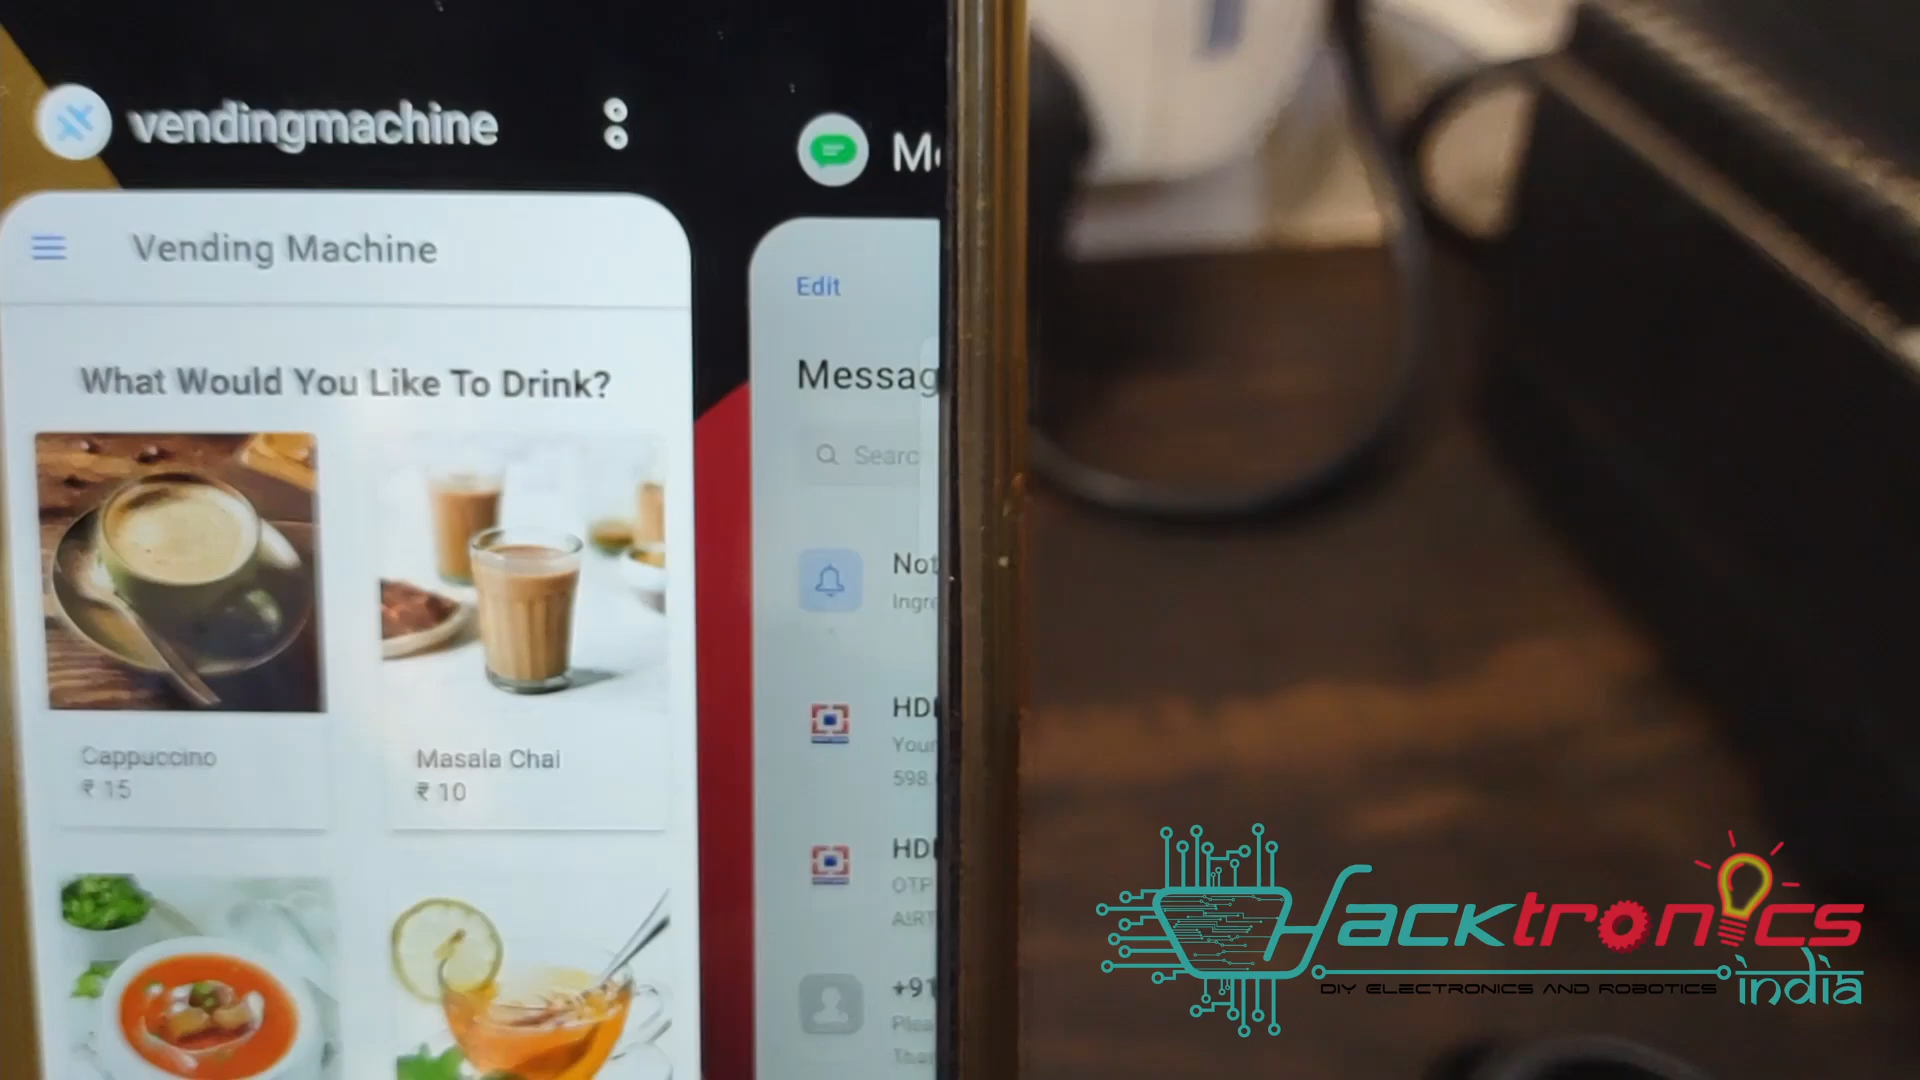 vendingmachine
Vending Machine
What Would You Like To Drink?
Cappuccino
₹ 15
Masala Chai
₹ 10
Edit
Messag
Searc
Not
Ingre
HD
Your
598.
HD
OTP
AIRT
+91
Plea
Hacktronics
india
DIY ELECTRONICS AND ROBOTICS